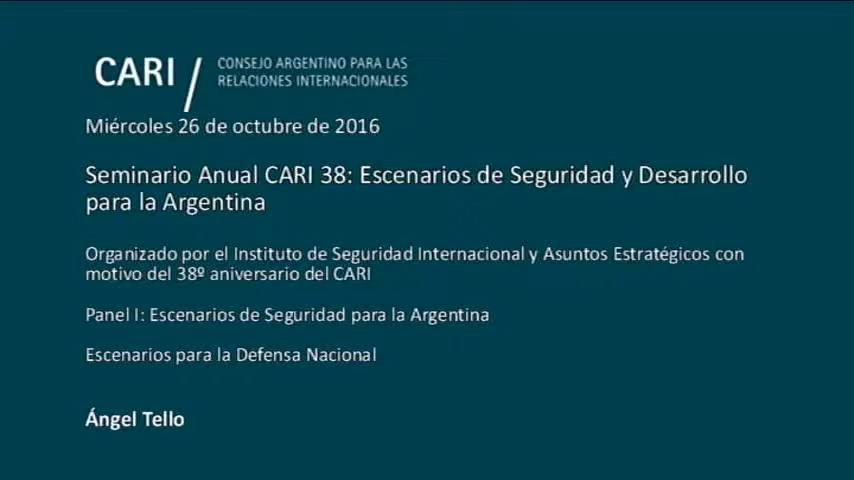 CARI /
CONSEJO ARGENTINO PARA LAS
RELACIONES INTERNACIONALES
Miércoles 26 de octubre de 2016
Seminario Anual CARI 38: Escenarios de Seguridad y Desarrollo
para la Argentina
Organizado por el Instituto de Seguridad Internacional y Asuntos Estratégicos con
motivo del 38º aniversario del CARI
Panel I: Escenarios de Seguridad para la Argentina
Escenarios para la Defensa Nacional
Ángel Tello